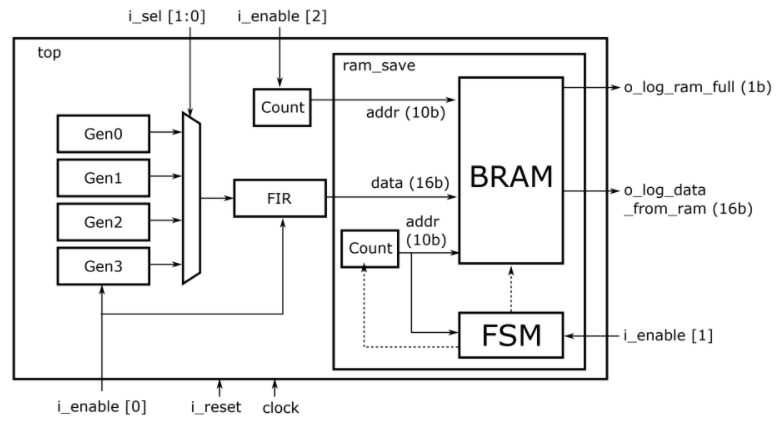 i_sel [1:0]
i_enable [2]
top
ram_save
Count
addr (10b)
o_log_ram_full (1b)
Gen0
Gen1
Gen2
Gen3
FIR
data (16b)
BRAM
o_log_data
_from_ram (16b)
addr
(10b)
Count
FSM
i_enable [1]
i_enable [0]
i_reset
clock